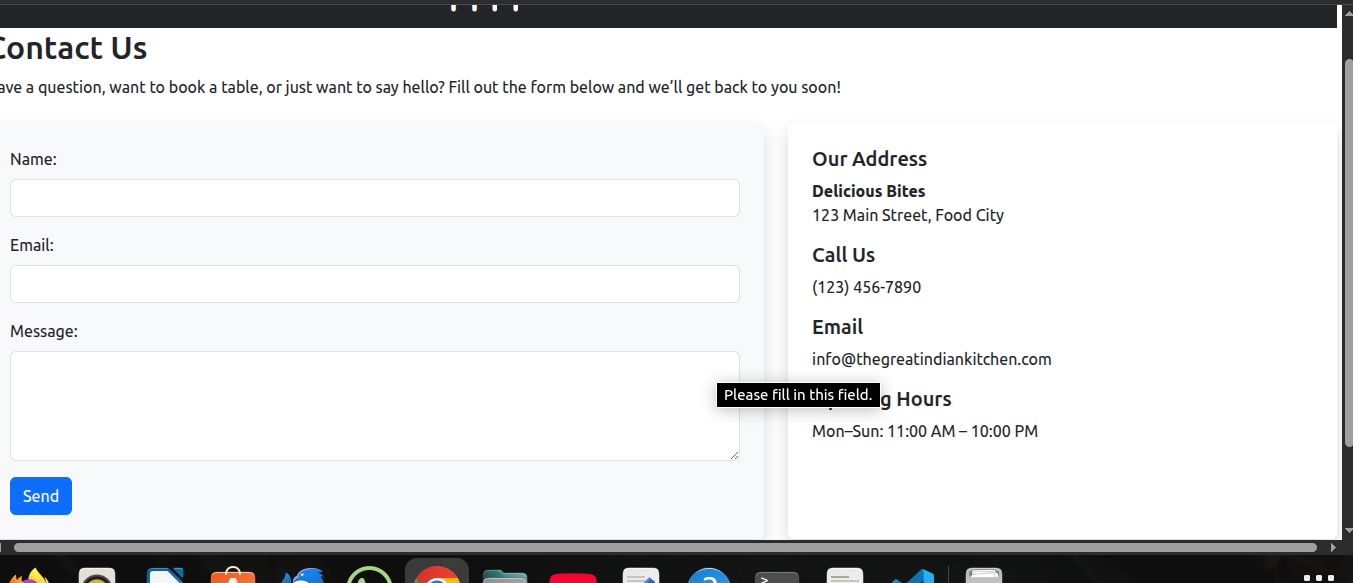 Contact Us
ave a question, want to book a table, or just want to say hello? Fill out the form below and we’ll get back to you soon!
Name:
Email:
Message:
Send
Our Address
Delicious Bites
123 Main Street, Food City
Call Us
(123) 456-7890
Email
info@thegreatindiankitchen.com
Please fill in this field.
g Hours
Mon–Sun: 11:00 AM – 10:00 PM